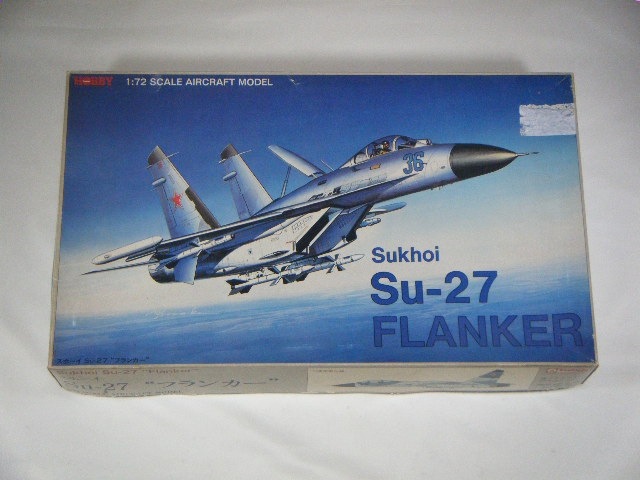 HOBBY
1:72 SCALE AIRCRAFT MODEL
36
Sukhoi
Su-27
FLANKER
スホーイ Su-27 "フランカー"
Sukhoi Su-27 "Flanker"
Su-27 "フランカー"